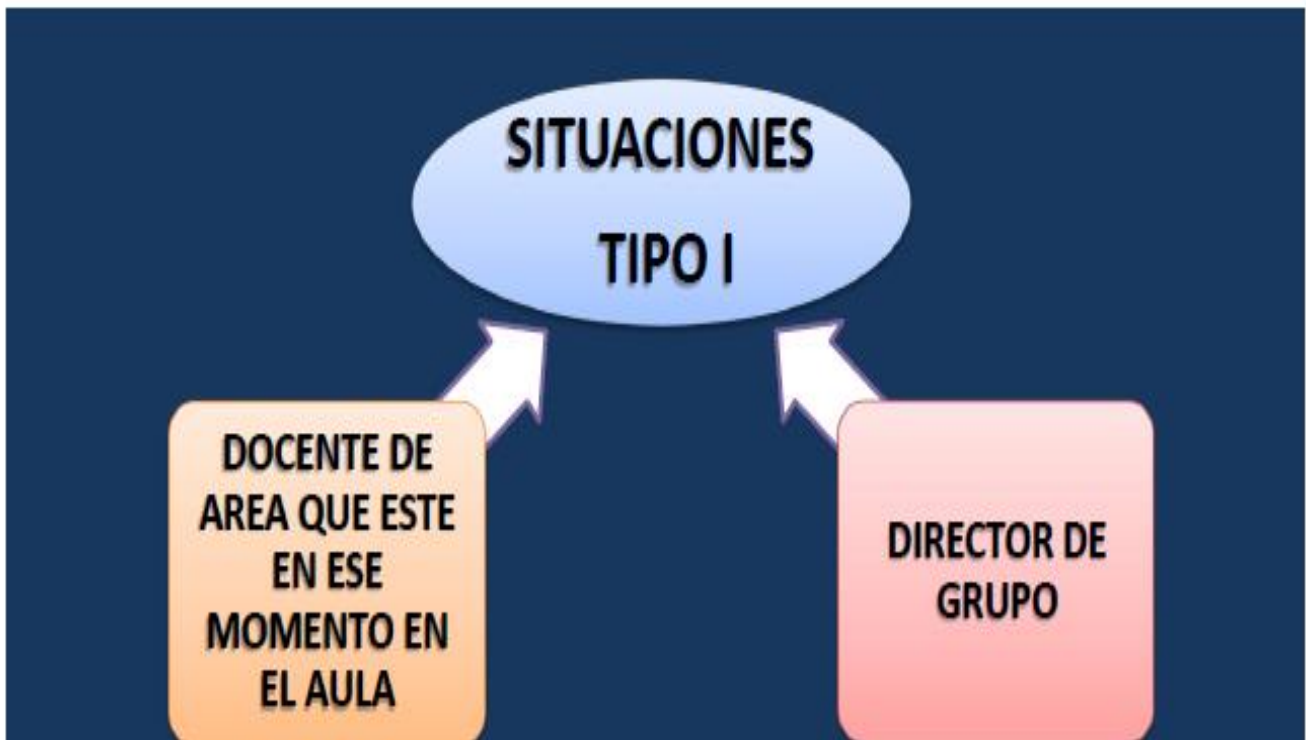 SITUACIONES
TIPO I
DOCENTE DE
AREA QUE ESTE
EN ESE
MOMENTO EN
EL AULA
DIRECTOR DE
GRUPO